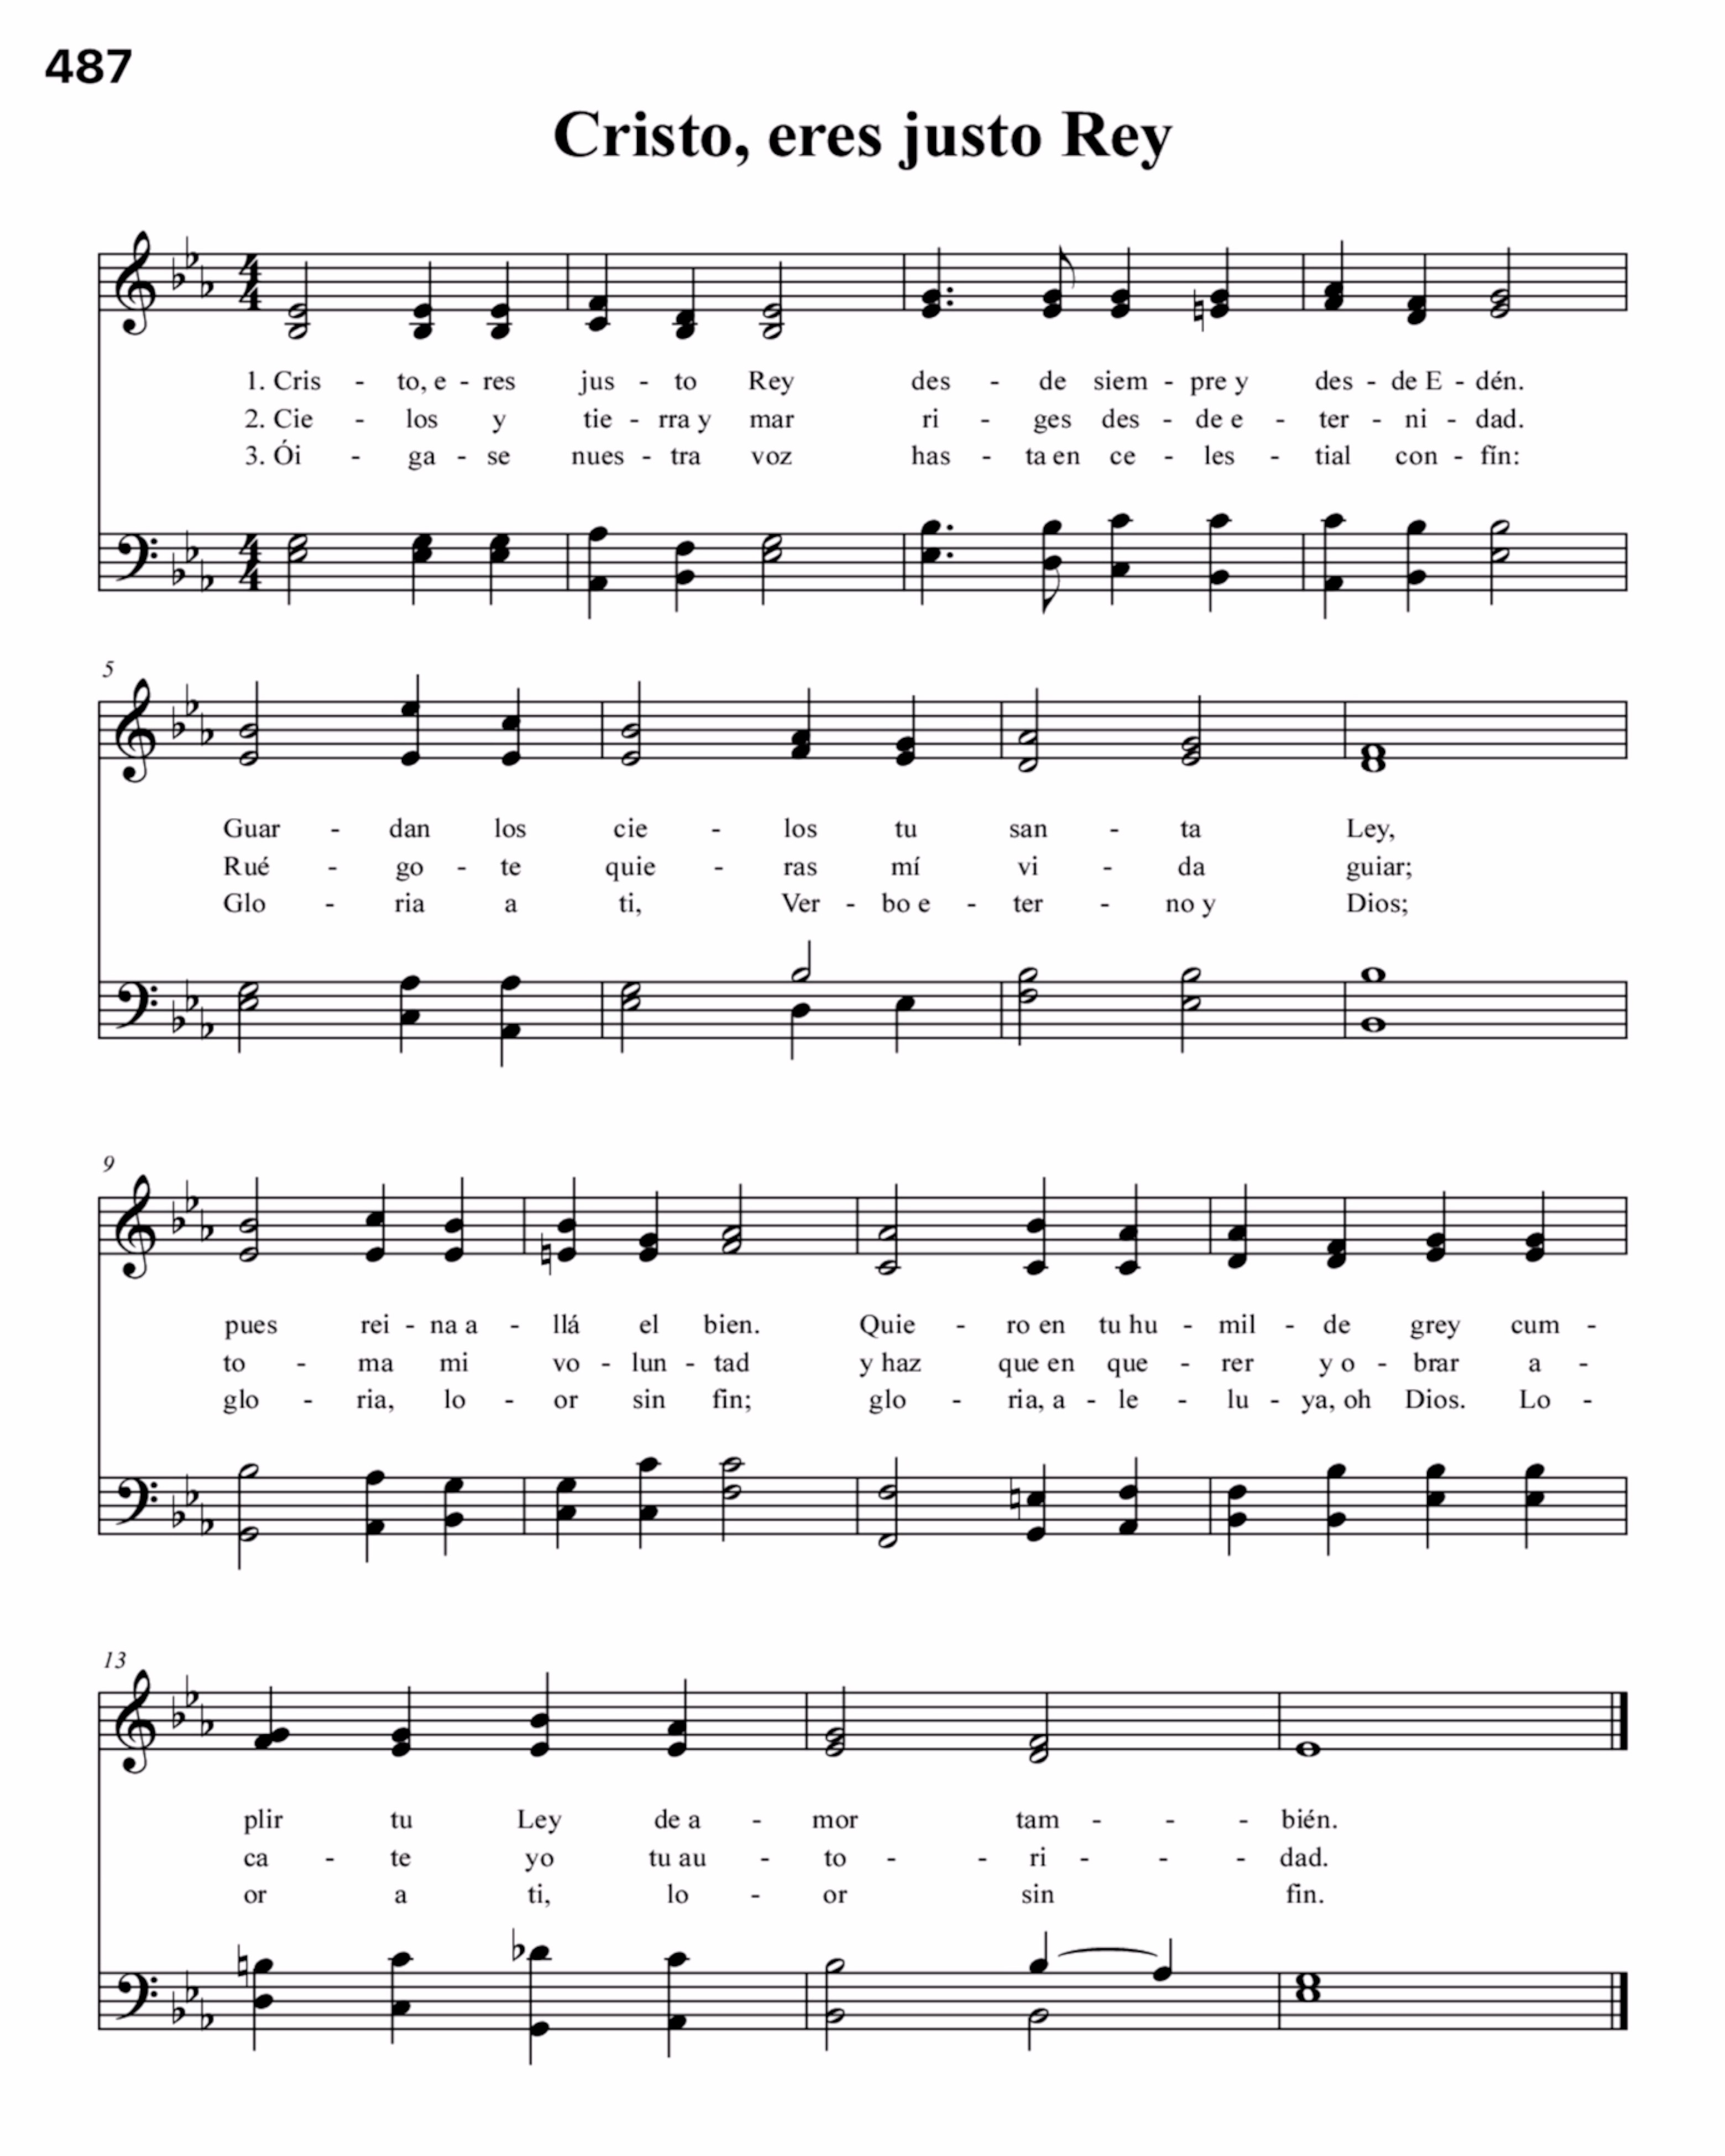 487
Cristo, eres justo Rey
1. Cris - to, e - res jus - to Rey des - de siem - pre y des - de E - dén.
2. Cie - los y tie - rra y mar ri - ges des - de e - ter - ni - dad.
3. Ói - ga - se nues - tra voz has - ta en ce - les - tial con - fín:
5
Guar - dan los cie - los tu san - ta Ley,
Rué - go - te quie - ras mí vi - da guiar;
Glo - ria a ti, Ver - bo e - ter - no y Dios;
9
pues rei - na a - llá el bien. Quie - ro en tu hu - mil - de grey cum -
to - ma mi vo - lun - tad y haz que en que - rer y o - brar a -
glo - ria, lo - or sin fin; glo - ria, a - le - lu - ya, oh Dios. Lo -
13
plir tu Ley de a - mor tam - - - bién.
ca - te yo tu au - to - - ri - - - dad.
or a ti, lo - or sin fin.